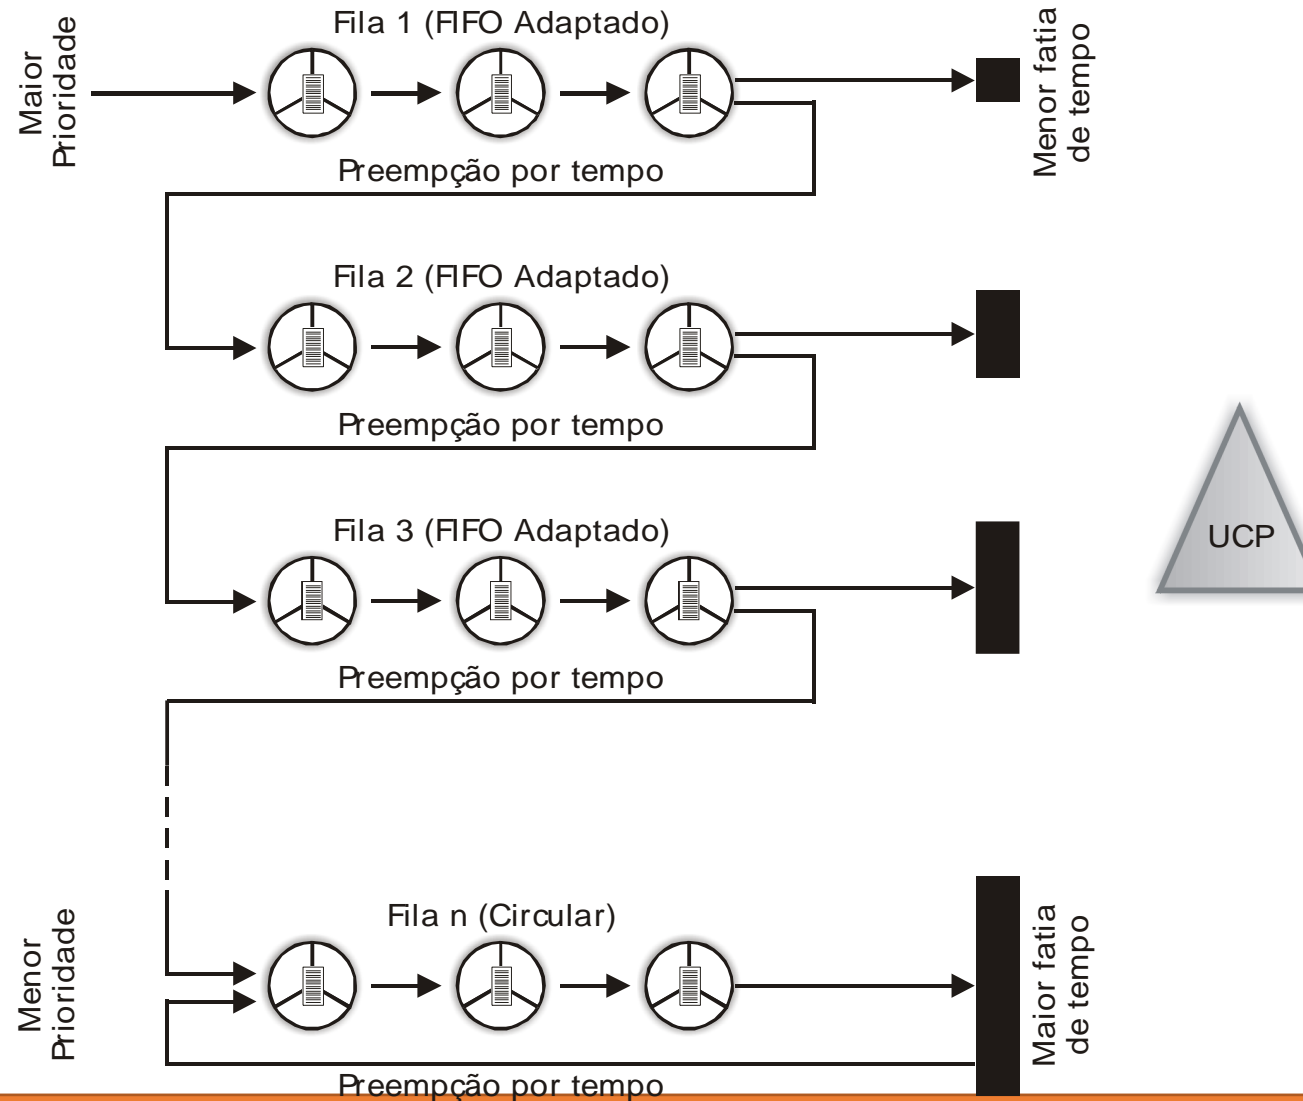 Fila 1 (FIFO Adaptado)
Maior
Prioridade
Menor fatia
de tempo
Preempção por tempo
Fila 2 (FIFO Adaptado)
Preempção por tempo
UCP
Fila 3 (FIFO Adaptado)
Preempção por tempo
Fila n (Circular)
Menor
Prioridade
Maior fatia
de tempo
Preempção por tempo